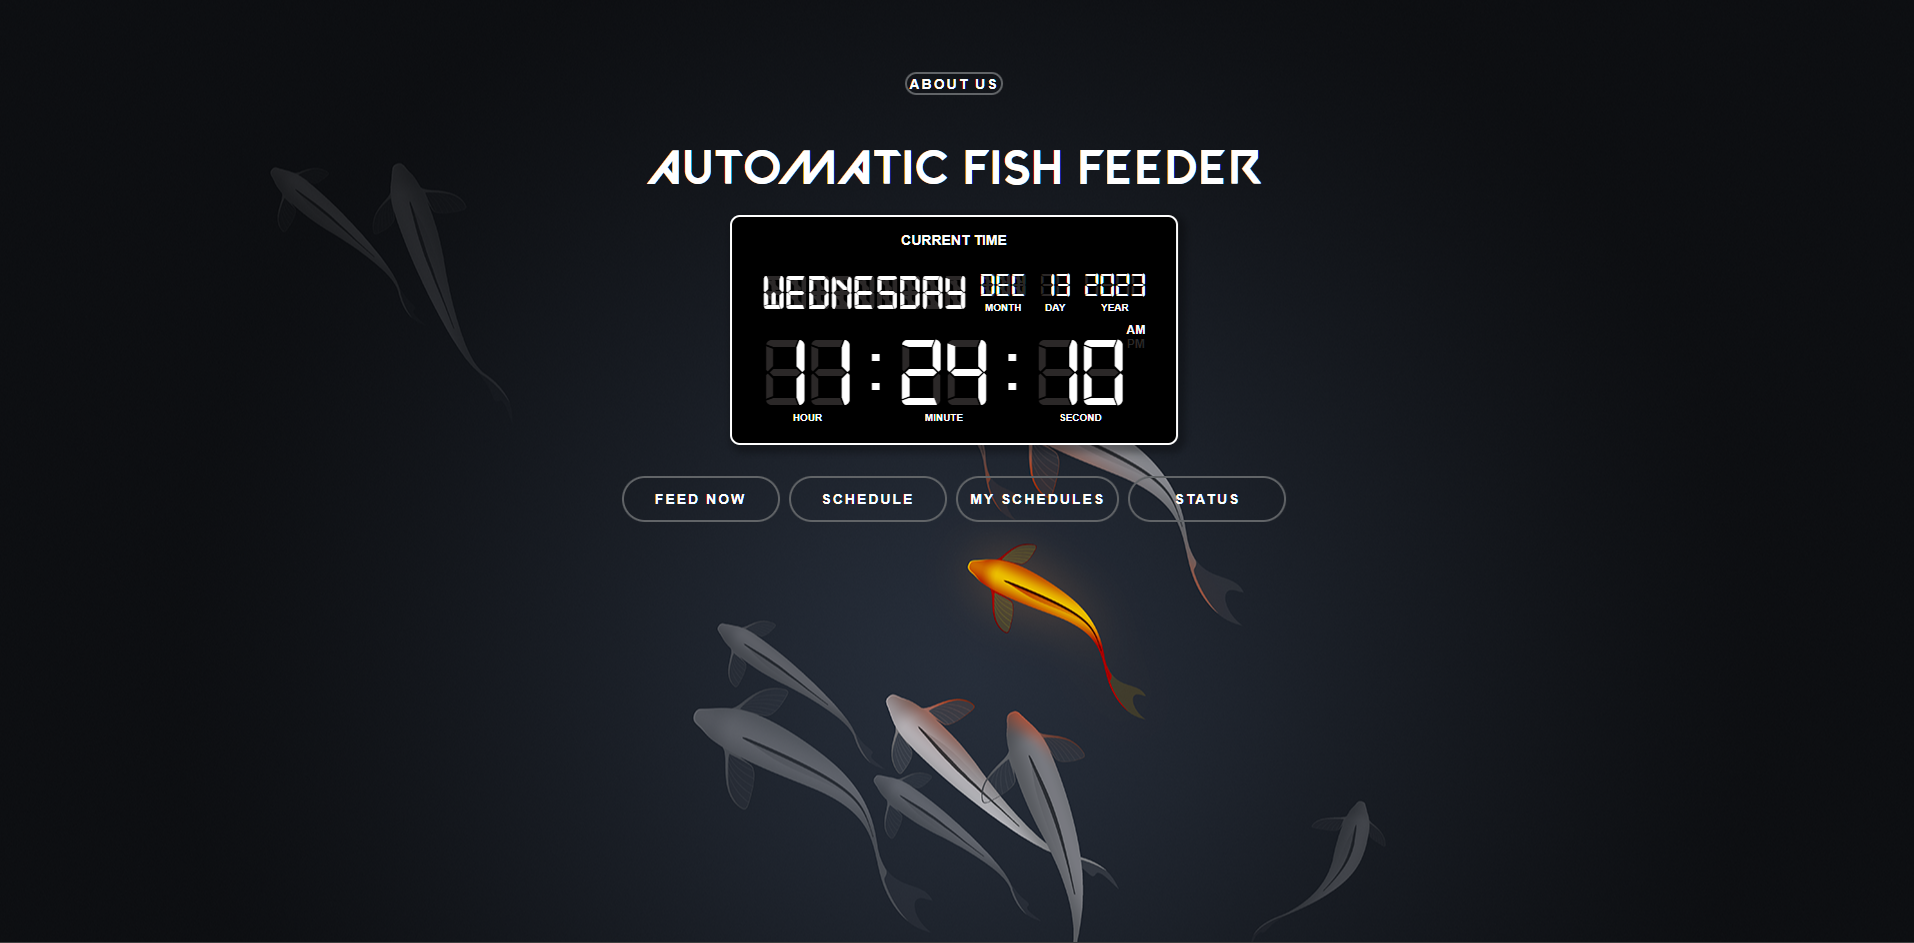 ABOUT US
AUTOMATIC FISH FEEDER
CURRENT TIME
WEDNESDAY DEC 13 2023
MONTH DAY YEAR
AM
PM
11:24:10
HOUR MINUTE SECOND
FEED NOW SCHEDULE MY SCHEDULES STATUS